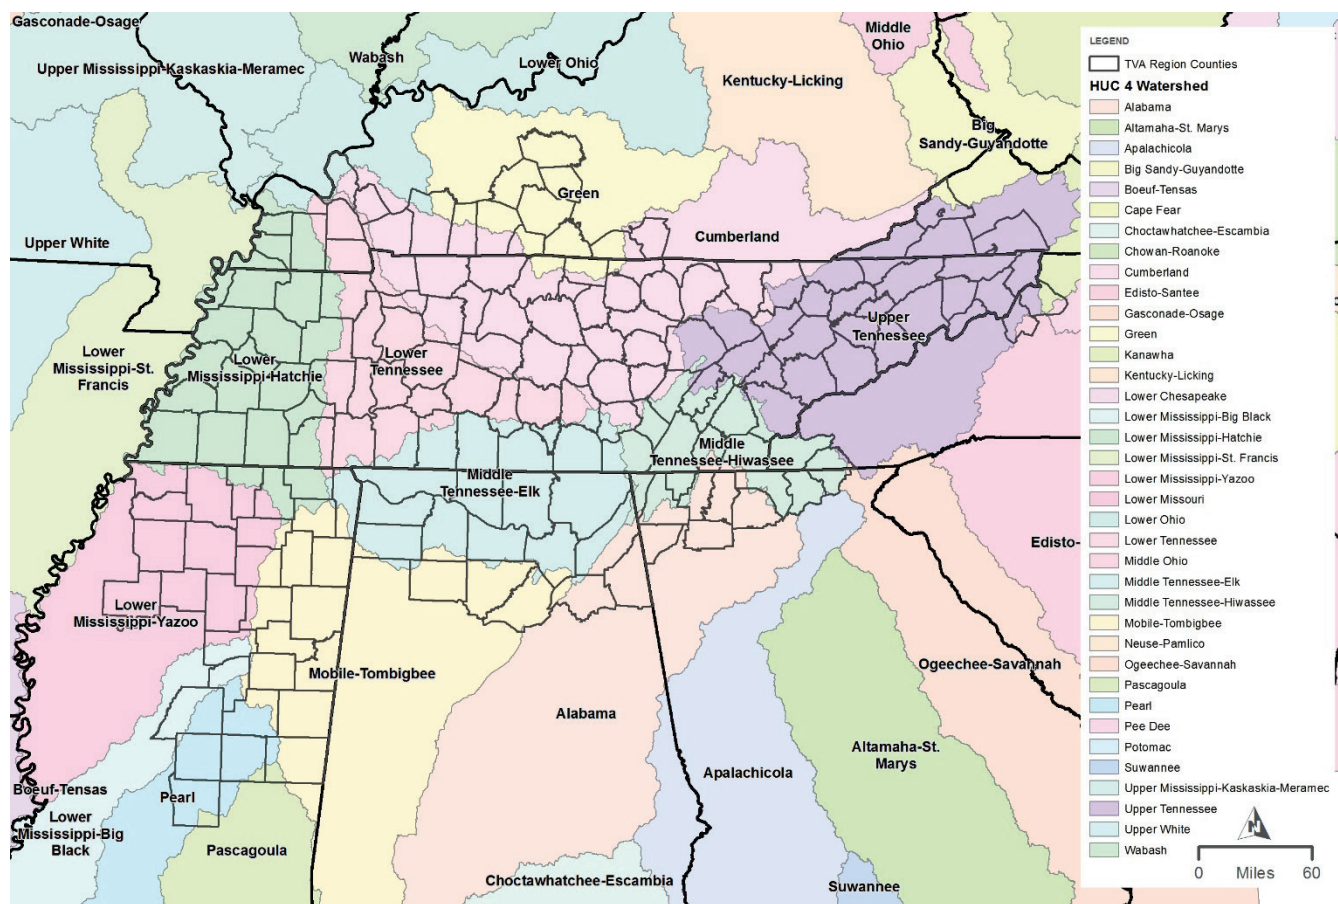 Gasconade-Osage
Upper Mississippi-Kaskaskia-Meramec
Wabash
Lower Ohio
Middle
Ohio
Kentucky-Licking
Big
Sandy-Guyandotte
Green
Upper White
Cumberland
Lower
Mississippi-St.
Francis
Lower
Mississippi-Hatchie
Lower
Tennessee
Upper
Tennessee
Middle
Tennessee-Hiwassee
Middle
Tennessee-Elk
Edisto-
Lower
Mississippi-Yazoo
Mobile-Tombigbee
Ogeechee-Savannah
Alabama
Altamaha-St.
Marys
Apalachicola
Boeuf-Tensas
Pearl
Lower
Mississippi-Big
Black
Pascagoula
Choctawhatchee-Escambia
Suwannee
LEGEND
TVA Region Counties
HUC 4 Watershed
Alabama
Altamaha-St. Marys
Apalachicola
Big Sandy-Guyandotte
Boeuf-Tensas
Cape Fear
Choctawhatchee-Escambia
Chowan-Roanoke
Cumberland
Edisto-Santee
Gasconade-Osage
Green
Kanawha
Kentucky-Licking
Lower Chesapeake
Lower Mississippi-Big Black
Lower Mississippi-Hatchie
Lower Mississippi-St. Francis
Lower Mississippi-Yazoo
Lower Missouri
Lower Ohio
Lower Tennessee
Middle Ohio
Middle Tennessee-Elk
Middle Tennessee-Hiwassee
Mobile-Tombigbee
Neuse-Pamlico
Ogeechee-Savannah
Pascagoula
Pearl
Pee Dee
Potomac
Suwannee
Upper Mississippi-Kaskaskia-Meramec
Upper Tennessee
Upper White
Wabash
N
0 Miles 60